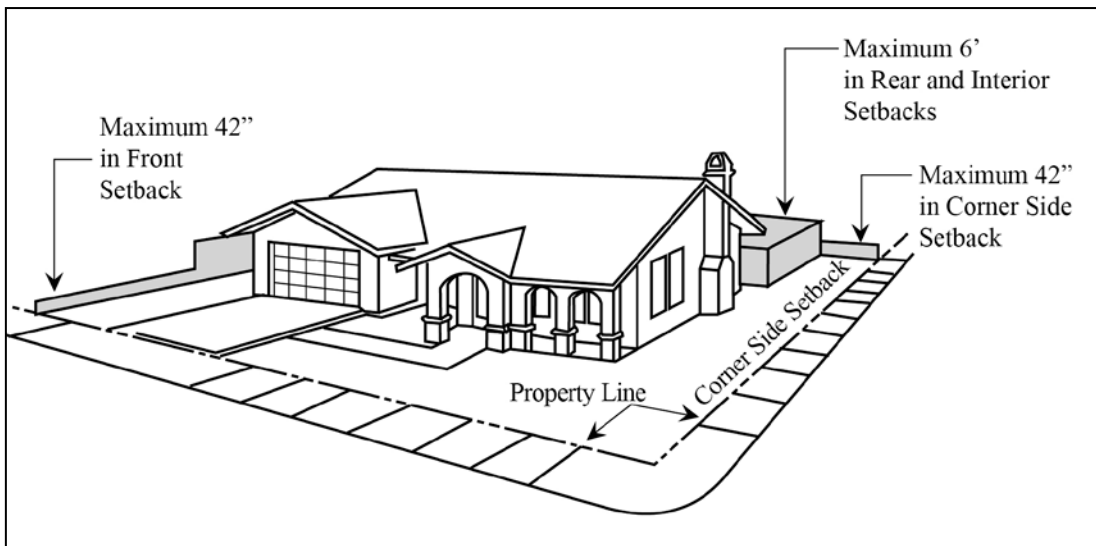 Maximum 6’
in Rear and Interior
Setbacks
Maximum 42”
in Front
Setback
Maximum 42”
in Corner Side
Setback
Corner Side Setback
Property Line